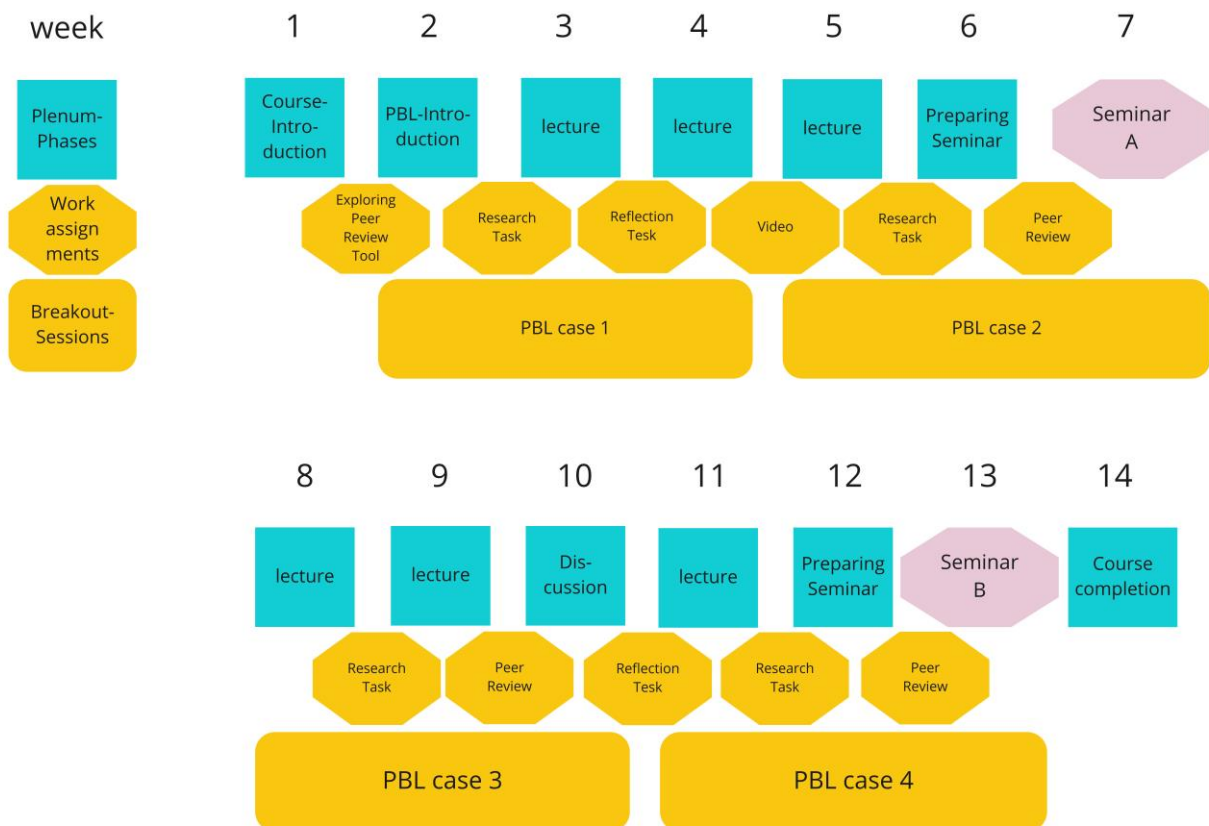 week 1 2 3 4 5 6 7
Plenum-
Phases
Course-
Intro-
duction
PBL-Intro-
duction
lecture
lecture
lecture
Preparing
Seminar
Seminar
A
Work
assign
ments
Exploring
Peer
Review
Tool
Research
Task
Reflection
Tesk
Video
Research
Task
Peer
Review
Breakout-
Sessions
PBL case 1
PBL case 2
8 9 10 11 12 13 14
lecture
lecture
Dis-
cussion
lecture
Preparing
Seminar
Seminar
B
Course
completion
Research
Task
Peer
Review
Reflection
Tesk
Research
Task
Peer
Review
PBL case 3
PBL case 4